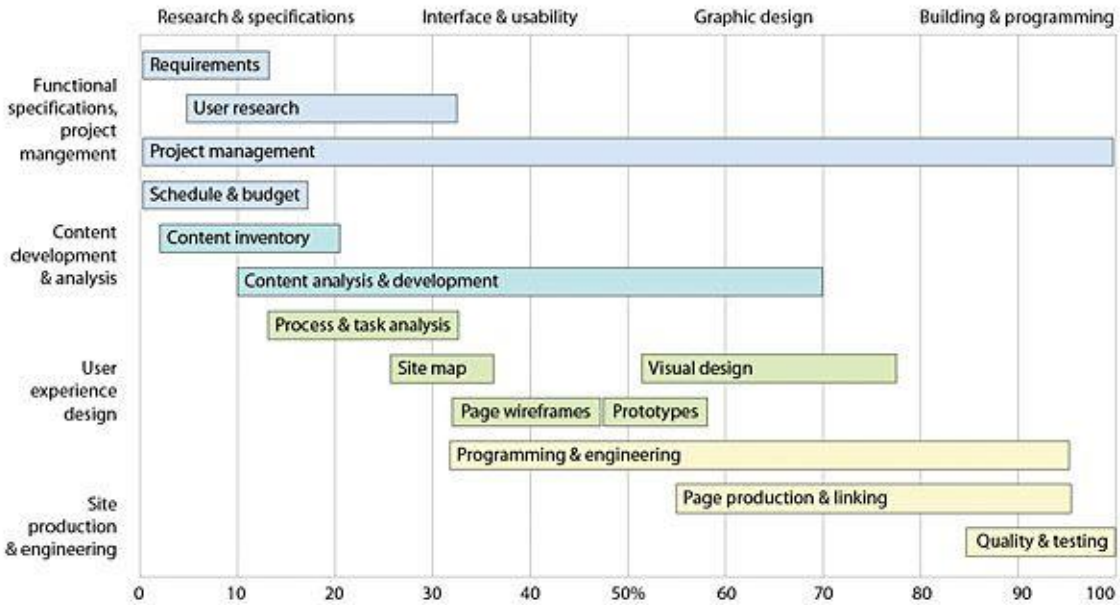 Research & specifications
Interface & usability
Graphic design
Building & programming
Functional
specifications,
project
mangement
Requirements
User research
Project management
Schedule & budget
Content
development
& analysis
Content inventory
Content analysis & development
User
experience
design
Process & task analysis
Site map
Visual design
Page wireframes
Prototypes
Site
production
& engineering
Programming & engineering
Page production & linking
Quality & testing
0 10 20 30 40 50% 60 70 80 90 100